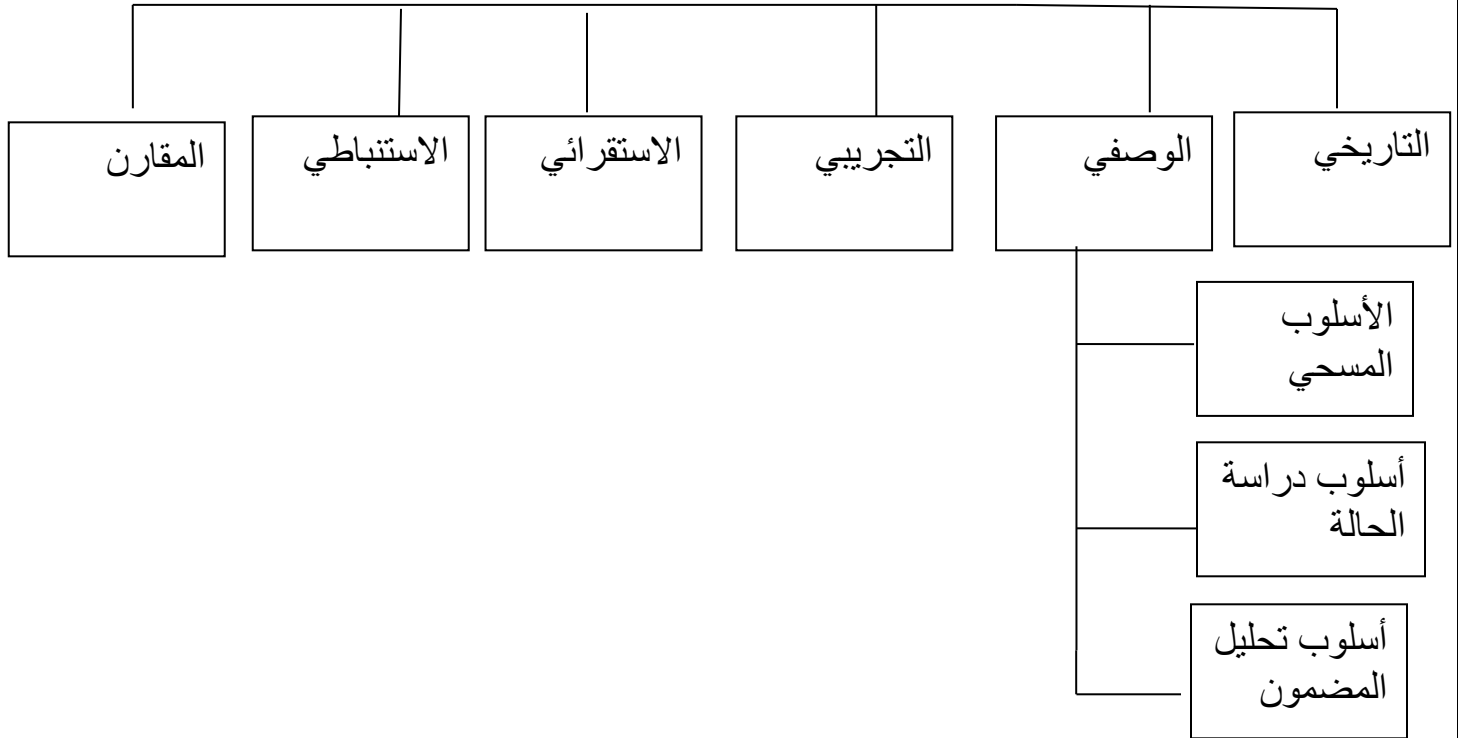 التاريخي
الوصفي
التجريبي
الاستقرائي
الاستنباطي
المقارن
الأسلوب
المسحي
أسلوب دراسة
الحالة
أسلوب تحليل
المضمون